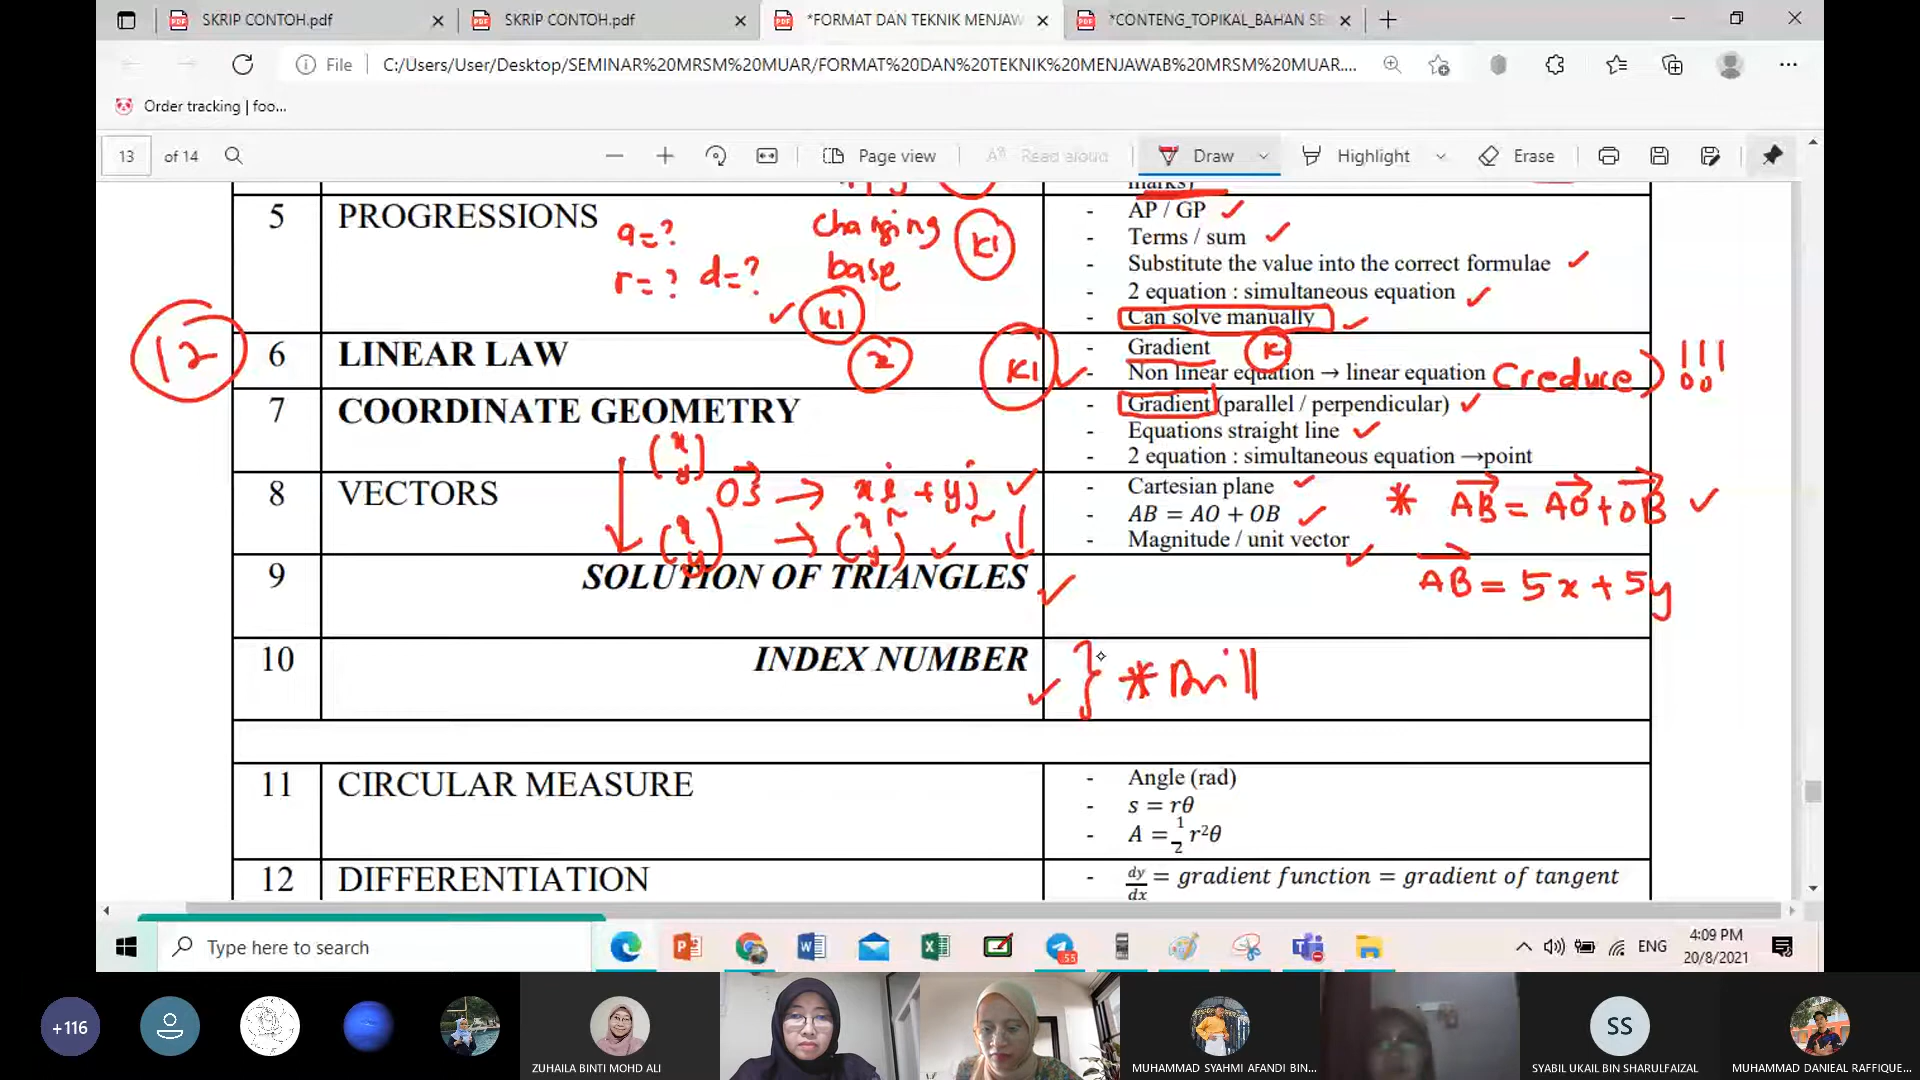 SKRIP CONTOH.pdf
SKRIP CONTOH.pdf
*FORMAT DAN TEKNIK MENJAW
*CONTENG_TOPIKAL_BAHAN SE
File
C:/Users/User/Desktop/SEMINAR%20MRSM%20MUAR/FORMAT%20DAN%20TEKNIK%20MENJAWAB%20MRSM%20MUAR....
Order tracking | foo...
13 of 14
Page view
Read aloud
Draw
Highlight
Erase
marks)
5 PROGRESSIONS
a=?
r=? d=?
changing
base
K1
K1
- AP / GP
- Terms / sum
- Substitute the value into the correct formulae
- 2 equation : simultaneous equation
- Can solve manually
12
6 LINEAR LAW
2
K1
- Gradient
K1
- Non linear equation → linear equation
(reduce) !!!
7 COORDINATE GEOMETRY
- Gradient (parallel / perpendicular)
- Equations straight line
- 2 equation : simultaneous equation →point
8 VECTORS
(x y)
→ xi + yj
(x y) → (x y)
- Cartesian plane
- AB = AO + OB
- Magnitude / unit vector
* AB = AO + OB
AB = 5x + 5y
9 SOLUTION OF TRIANGLES
10 INDEX NUMBER
} * Drill
11 CIRCULAR MEASURE
- Angle (rad)
- s = rθ
- A = 1/2 r²θ
12 DIFFERENTIATION
- dy/dx = gradient function = gradient of tangent
Type here to search
55
ENG
4:09 PM
20/8/2021
+116
ZUHAILA BINTI MOHD ALI
MUHAMMAD SYAHMI AFANDI BIN...
SS
SYABIL UKAIL BIN SHARULFAIZAL
MUHAMMAD DANIEAL RAFFIQUE...